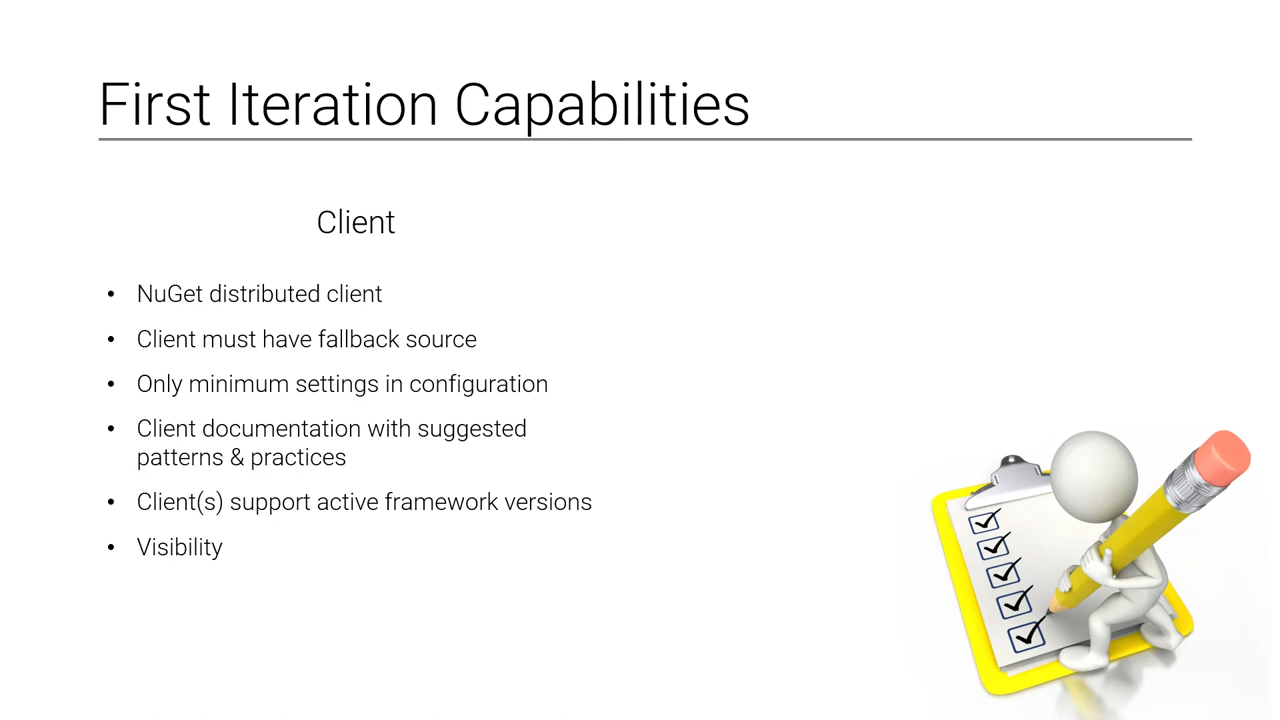 First Iteration Capabilities
Client
• NuGet distributed client
• Client must have fallback source
• Only minimum settings in configuration
• Client documentation with suggested
patterns & practices
• Client(s) support active framework versions
• Visibility